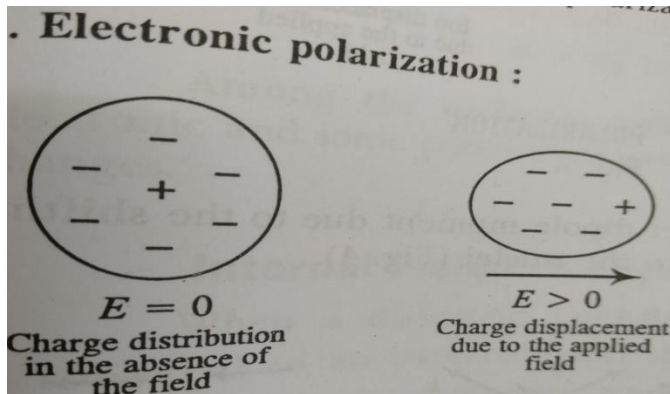 . Electronic polarization :
E = 0
Charge distribution
in the absence of
the field
E > 0
Charge displacement
due to the applied
field